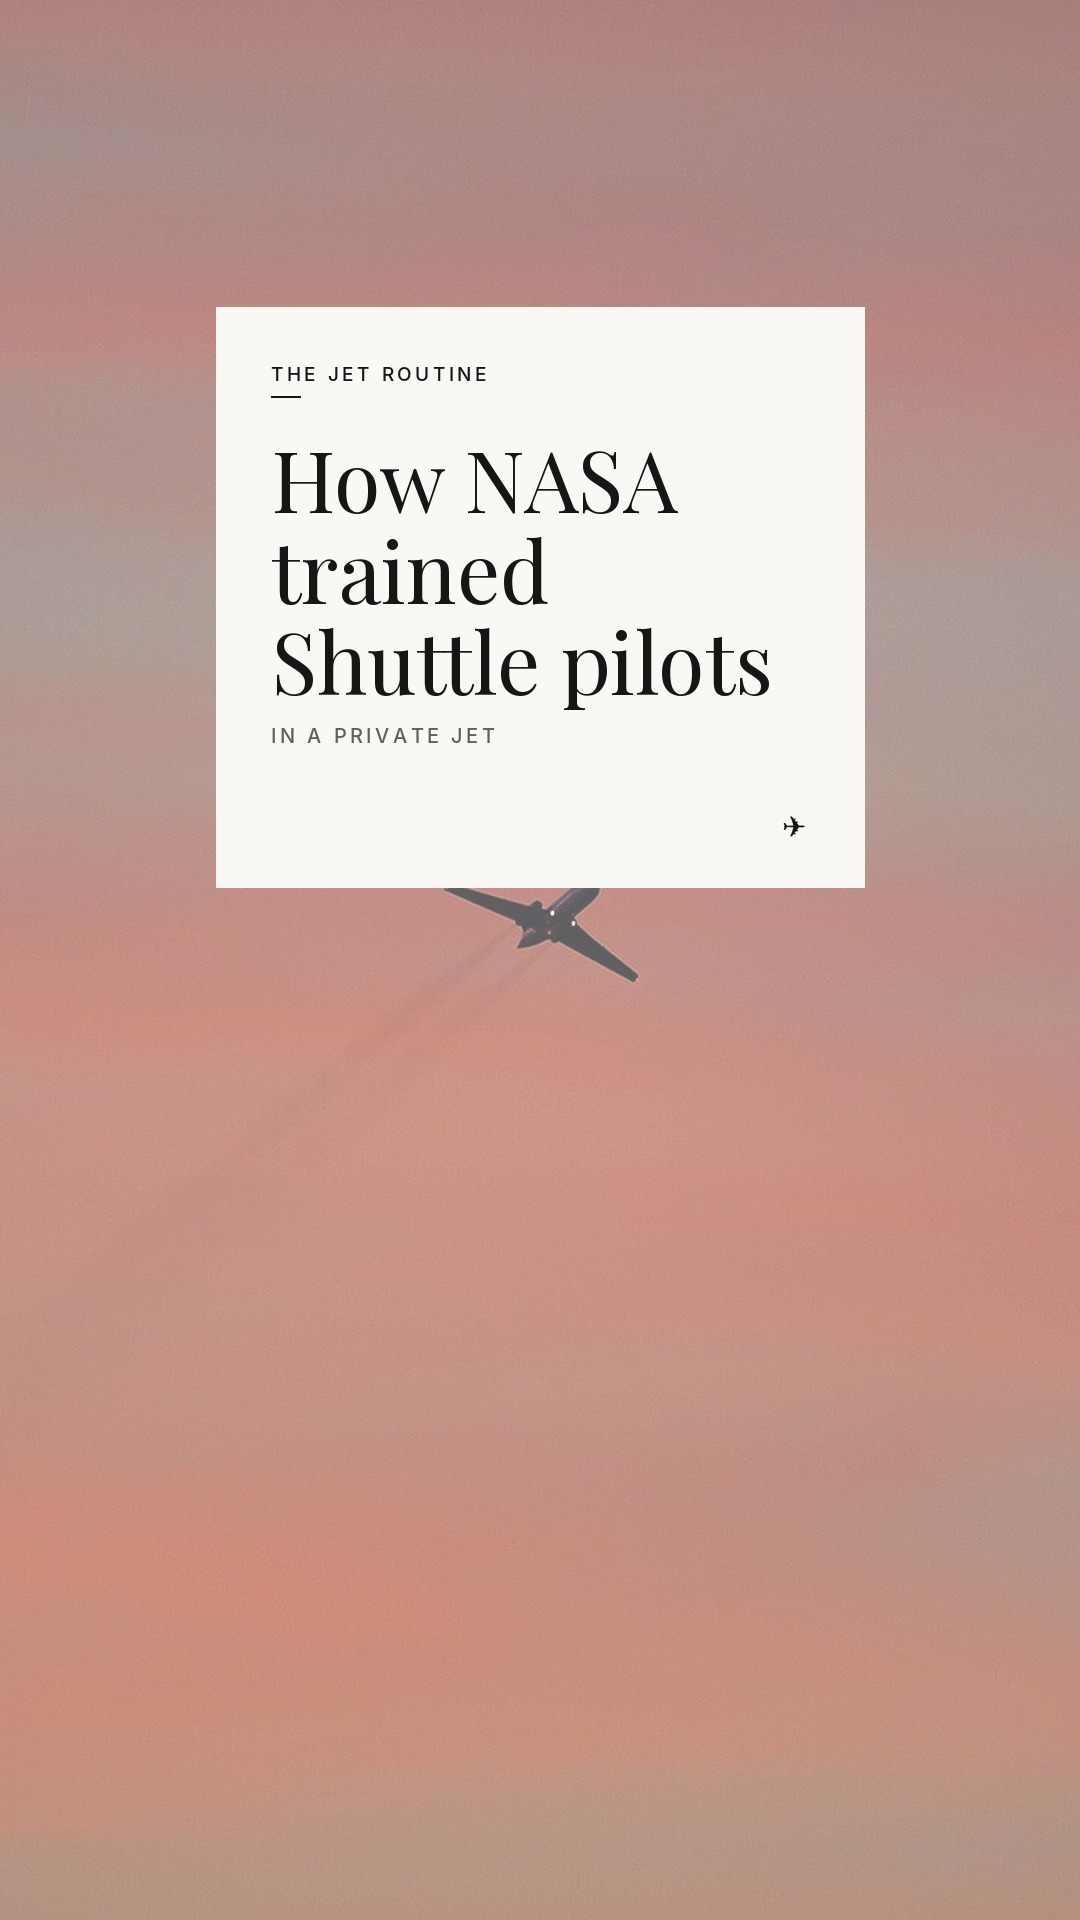 THE JET ROUTINE
How NASA
trained
Shuttle pilots
IN A PRIVATE JET